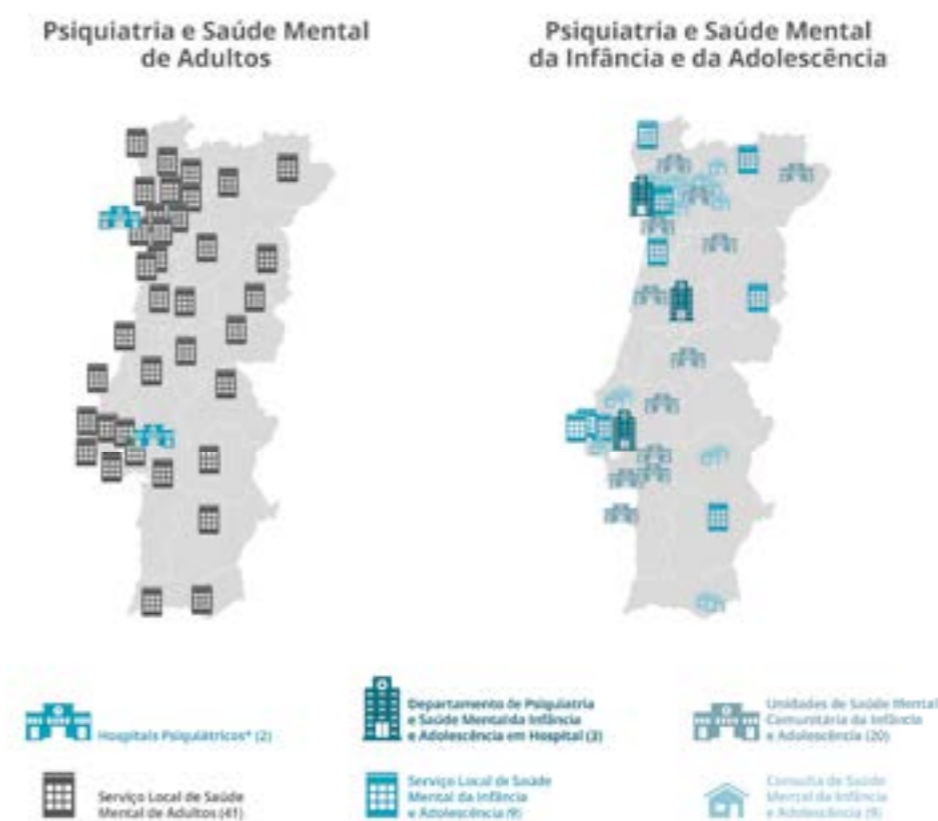 Psiquiatria e Saúde Mental
de Adultos
Psiquiatria e Saúde Mental
da Infância e da Adolescência
Hospitais Psiquiátricos* (2)
Serviço Local de Saúde
Mental de Adultos (41)
Departamento de Psiquiatria
e Saúde Mental da Infância
e Adolescência em Hospital (3)
Serviço Local de Saúde
Mental da Infância
e Adolescência (9)
Unidades de Saúde Mental
Comunitária da Infância
e Adolescência (20)
Consulta de Saúde
Mental da Infância
e Adolescência